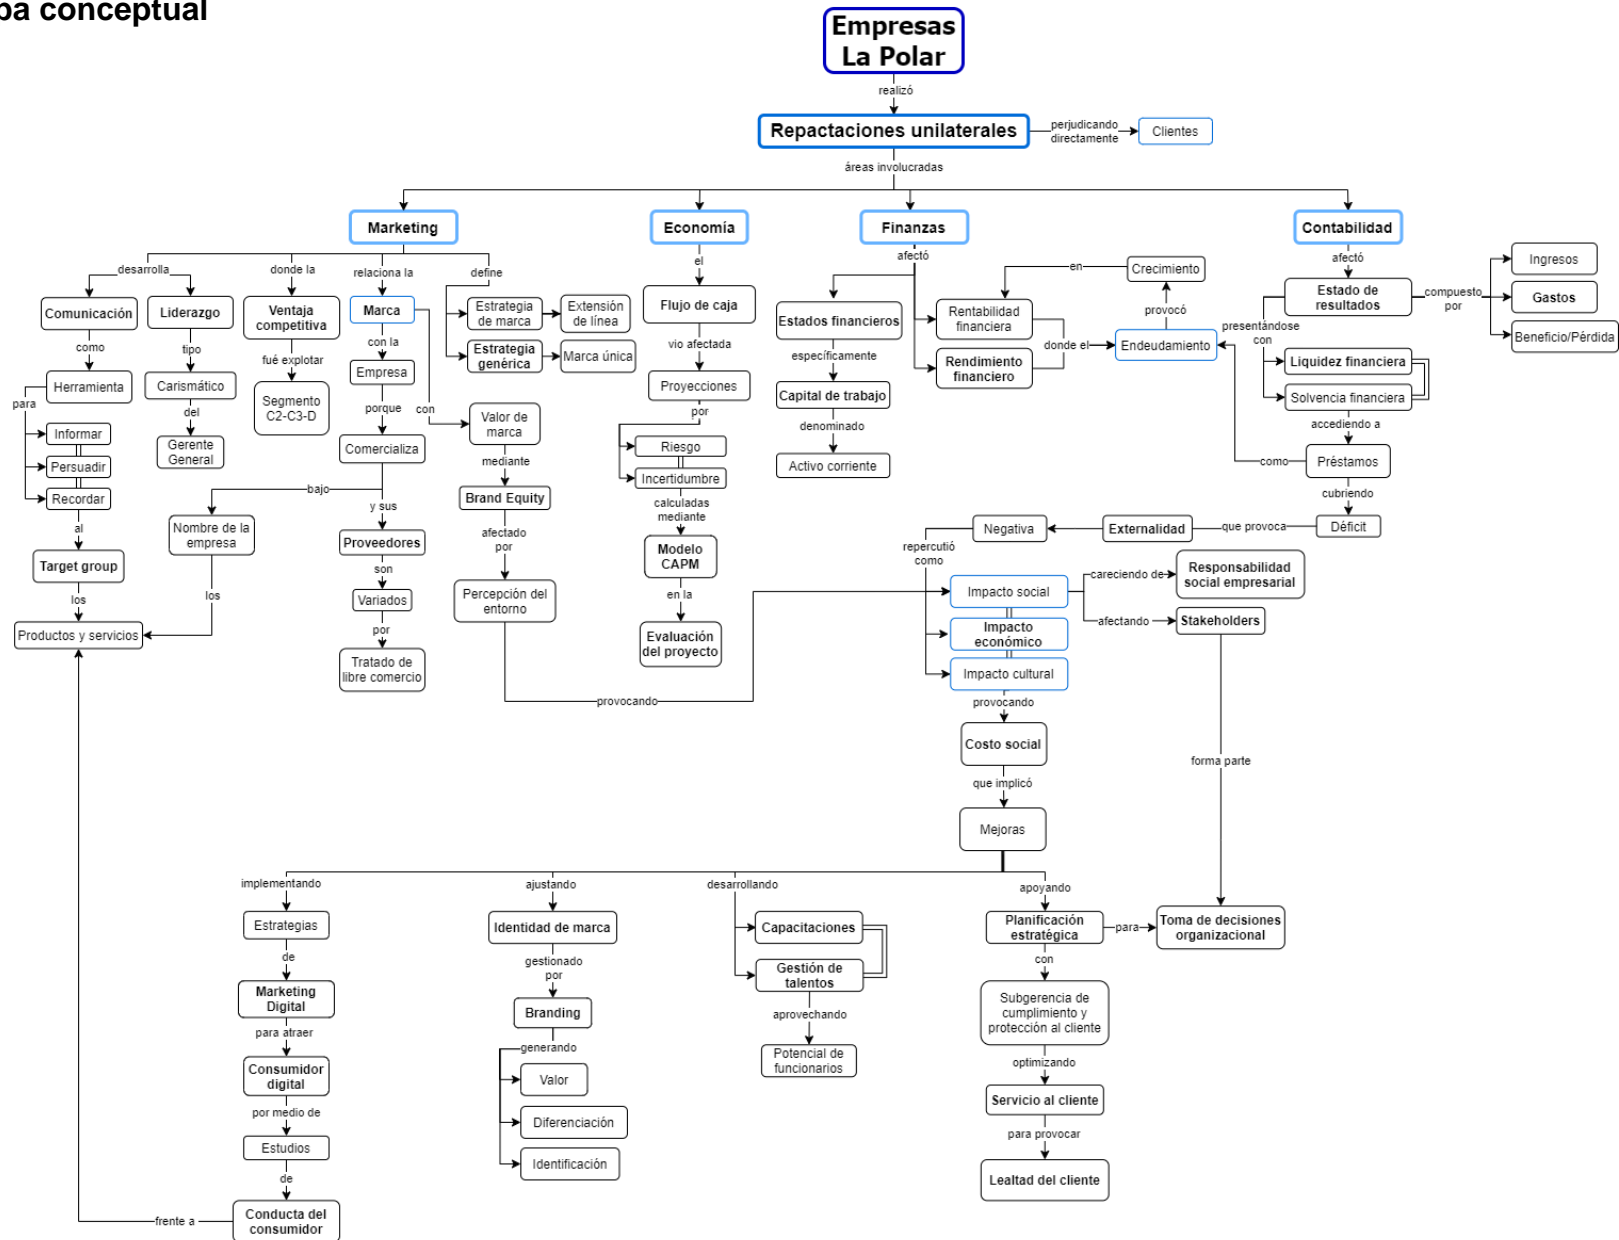 pa conceptual
Empresas
La Polar
realizó
Repactaciones unilaterales
perjudicando
directamente
Clientes
áreas involucradas
Marketing
Economía
Finanzas
Contabilidad
desarrolla
donde la
relaciona la
define
Comunicación
Liderazgo
Ventaja
competitiva
Marca
Estrategia
de marca
Extensión
de línea
Estrategia
genérica
Marca única
como
Herramienta
para
Informar
Persuadir
Recordar
al
Target group
los
Productos y servicios
tipo
Carismático
del
Gerente
General
fué explotar
Segmento
C2-C3-D
con la
Empresa
porque
Comercializa
con
bajo
Nombre de la
empresa
los
y sus
Proveedores
son
Variados
por
Tratado de
libre comercio
Valor de
marca
mediante
Brand Equity
afectado
por
Percepción del
entorno
provocando
el
Flujo de caja
vio afectada
Proyecciones
por
Riesgo
Incertidumbre
calculadas
mediante
Modelo
CAPM
en la
Evaluación
del proyecto
afectó
Estados financieros
específicamente
Capital de trabajo
denominado
Activo corriente
Rentabilidad
financiera
Rendimiento
financiero
donde el
Endeudamiento
provocó
Crecimiento
en
afectó
Estado de
resultados
compuesto
por
Ingresos
Gastos
Beneficio/Pérdida
presentándose
con
Liquidez financiera
Solvencia financiera
accediendo a
Préstamos
como
cubriendo
Déficit
que provoca
Externalidad
Negativa
repercutió
como
Impacto social
Impacto
económico
Impacto cultural
careciendo de
Responsabilidad
social empresarial
afectando
Stakeholders
forma parte
provocando
Costo social
que implicó
Mejoras
implementando
Estrategias
de
Marketing
Digital
para atraer
Consumidor
digital
por medio de
Estudios
de
Conducta del
consumidor
frente a
ajustando
Identidad de marca
gestionado
por
Branding
generando
Valor
Diferenciación
Identificación
desarrollando
Capacitaciones
Gestión de
talentos
aprovechando
Potencial de
funcionarios
apoyando
Planificación
estratégica
para
Toma de decisiones
organizacional
con
Subgerencia de
cumplimiento y
protección al cliente
optimizando
Servicio al cliente
para provocar
Lealtad del cliente